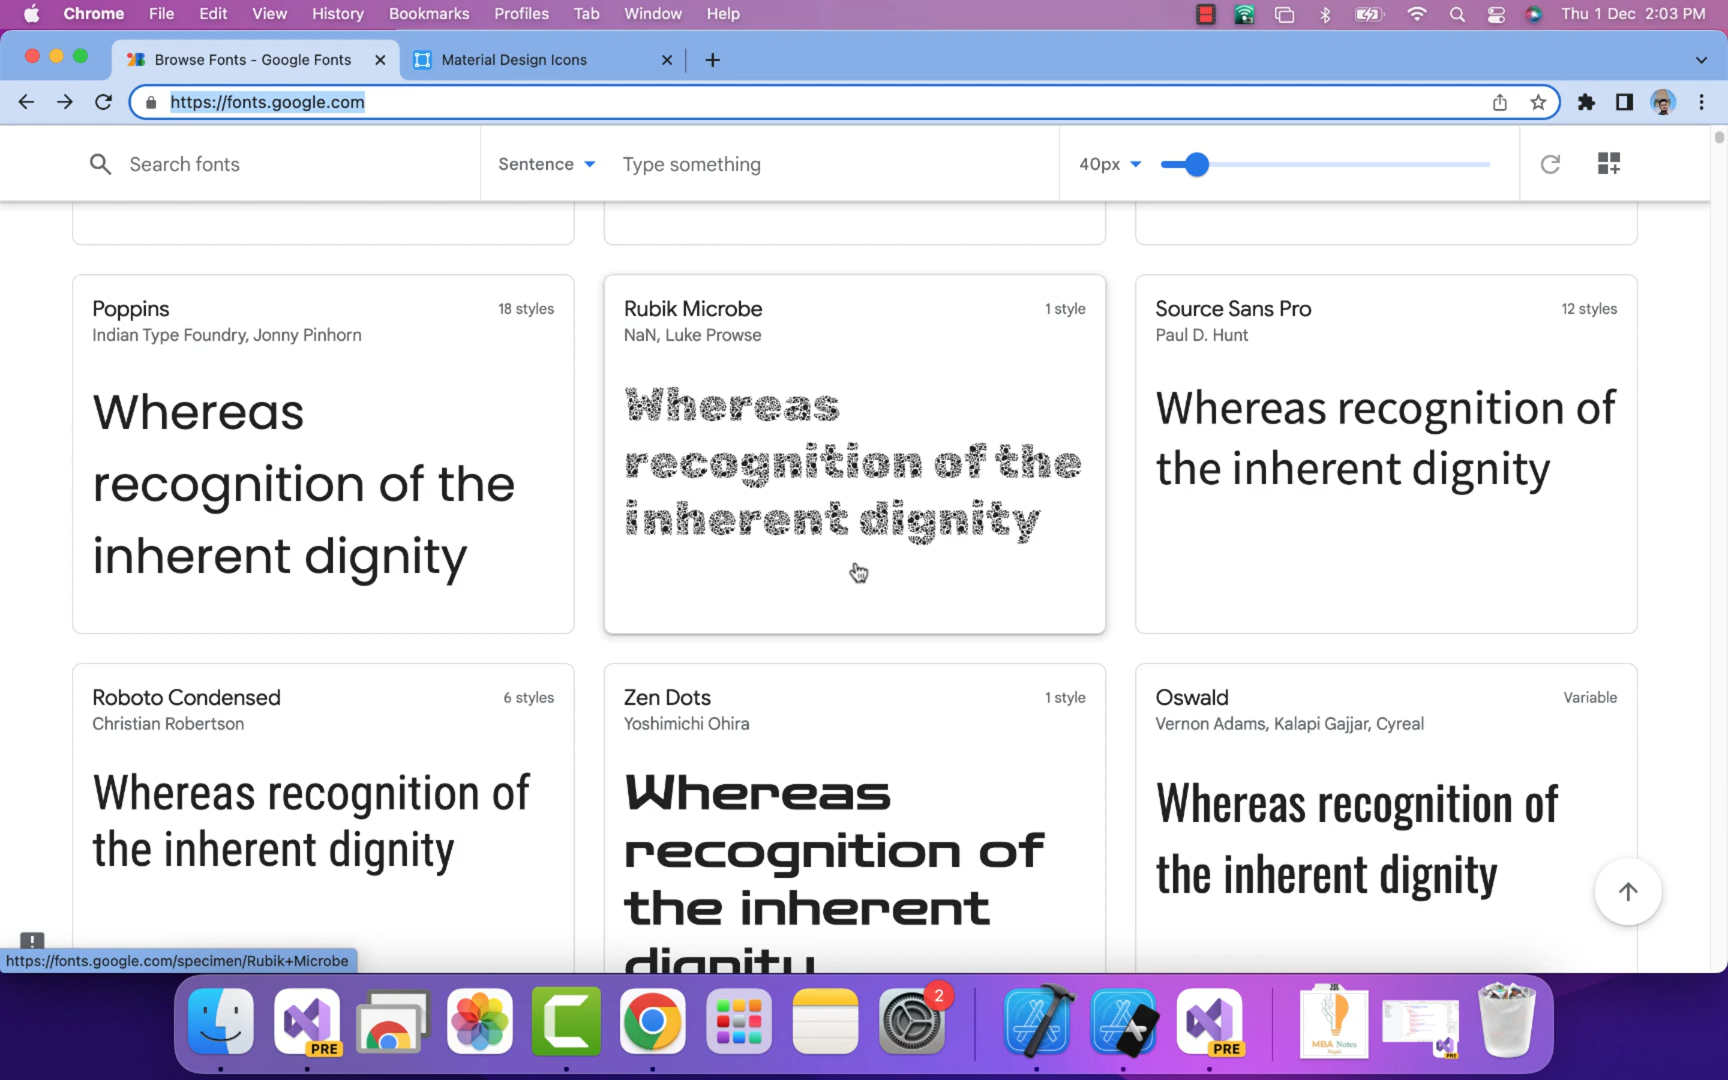 Chrome File Edit View History Bookmarks Profiles Tab Window Help Thu 1 Dec 2:03 PM
Browse Fonts - Google Fonts Material Design Icons
https://fonts.google.com
Search fonts Sentence Type something 40px
Poppins 18 styles
Indian Type Foundry, Jonny Pinhorn
Whereas
recognition of the
inherent dignity
Rubik Microbe 1 style
NaN, Luke Prowse
Whereas
recognition of the
inherent dignity
Source Sans Pro 12 styles
Paul D. Hunt
Whereas recognition of
the inherent dignity
Roboto Condensed 6 styles
Christian Robertson
Whereas recognition of
the inherent dignity
Zen Dots 1 style
Yoshimichi Ohira
Whereas
recognition of
the inherent
dignity
Oswald Variable
Vernon Adams, Kalapi Gajjar, Cyreal
Whereas recognition of
the inherent dignity
https://fonts.google.com/specimen/Rubik+Microbe
2
PRE
PRE
MBA Notes
PRE